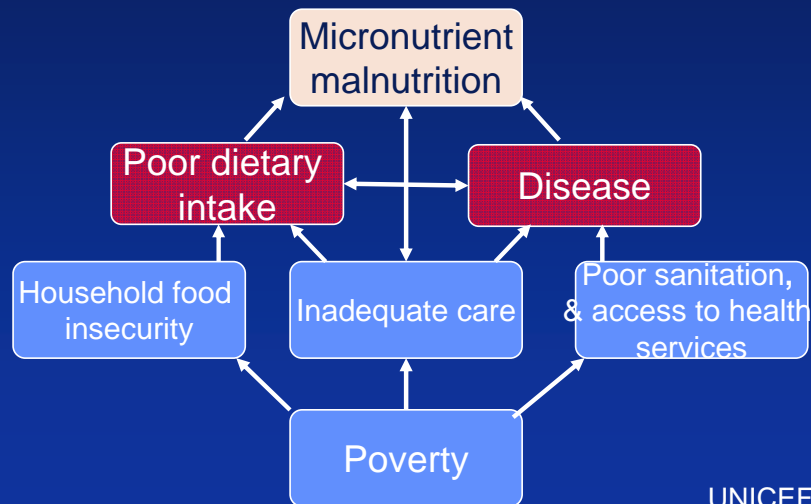 Micronutrient
malnutrition
Poor dietary
intake
Disease
Household food
insecurity
Inadequate care
Poor sanitation,
& access to health
services
Poverty
UNICEF